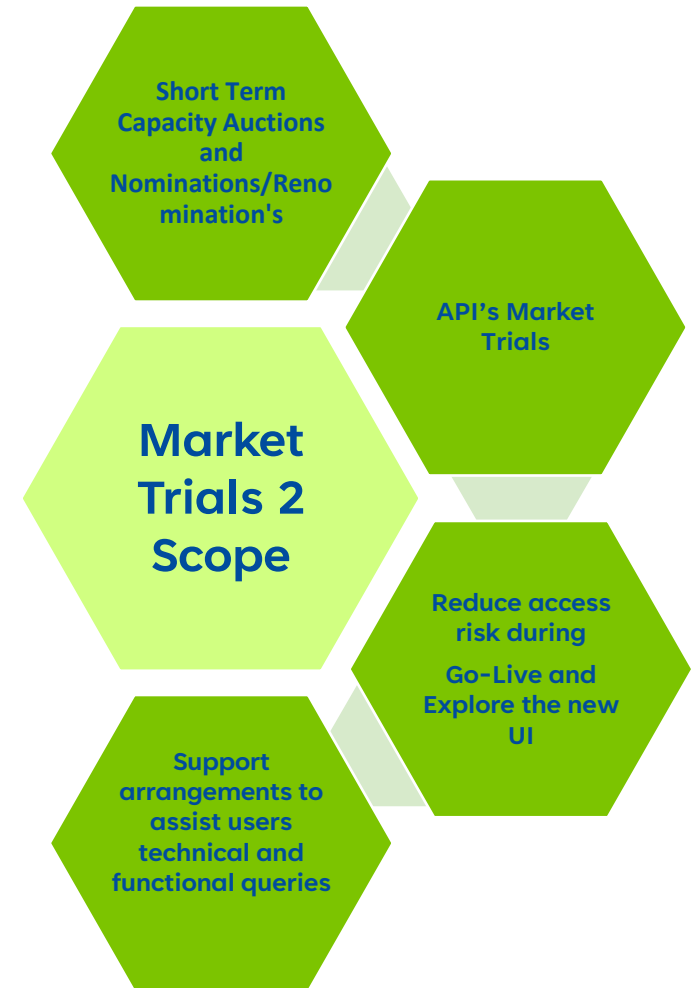 Short Term
Capacity Auctions
and
Nominations/Reno
mination's
API's Market
Trials
Market
Trials 2
Scope
Reduce access
risk during
Go-Live and
Explore the new
UI
Support
arrangements to
assist users
technical and
functional queries